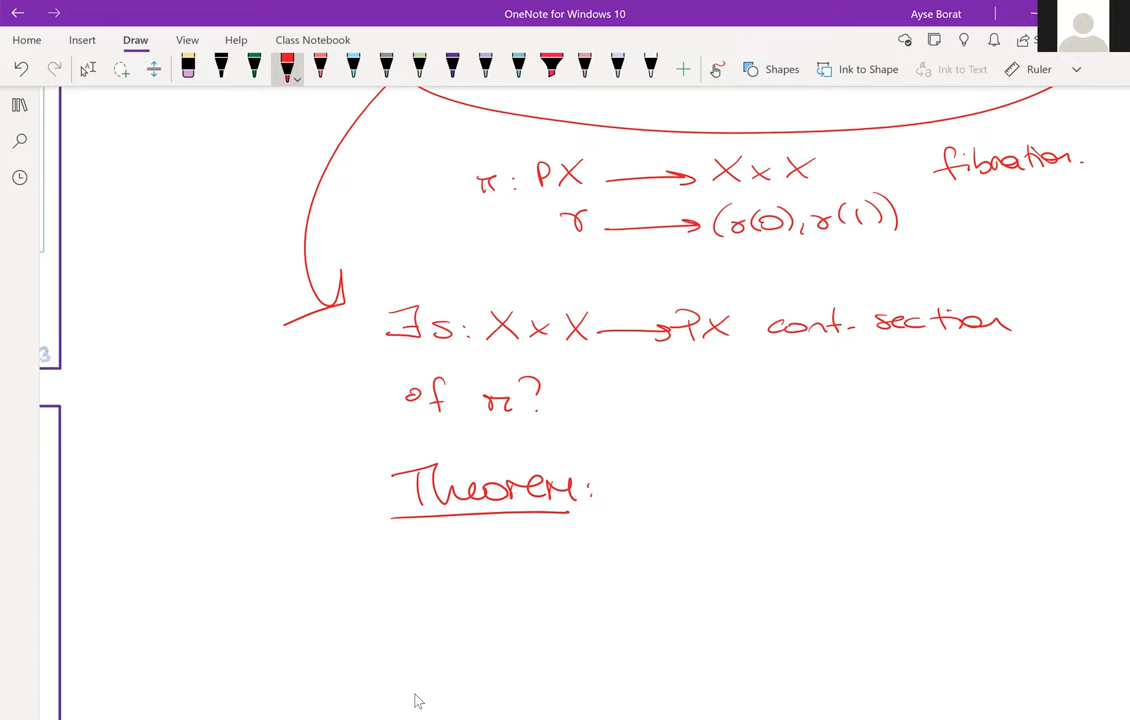 OneNote for Windows 10
Ayse Borat
Home Insert Draw View Help Class Notebook
Shapes Ink to Shape Ink to Text Ruler
π : PX ⟶ X x X fibration.
γ ⟶ (γ(0), γ(1))
∃ s : X x X ⟶ PX cont. section
of π?
3
Theorem: